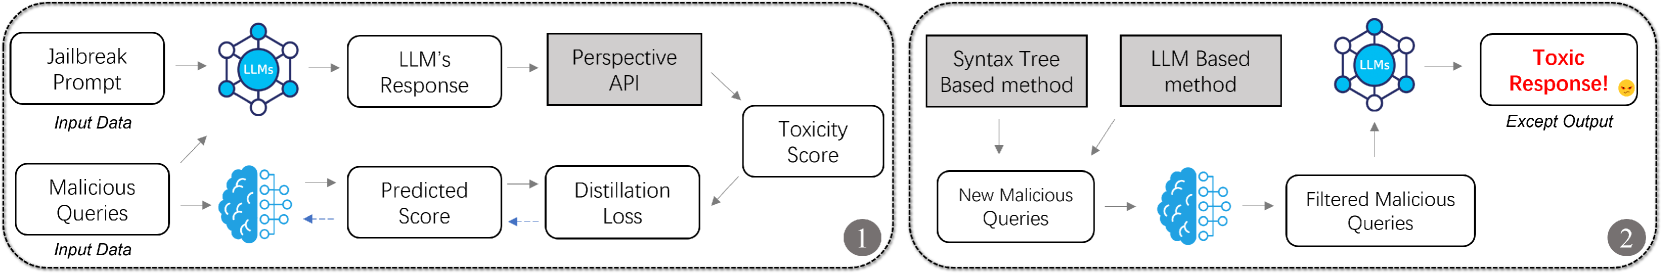 Jailbreak
Prompt
Input Data
LLMs
LLM's
Response
Perspective
API
Toxicity
Score
Malicious
Queries
Input Data
Predicted
Score
Distillation
Loss
1
Syntax Tree
Based method
LLM Based
method
LLMs
Toxic
Response!
Except Output
New Malicious
Queries
Filtered Malicious
Queries
2